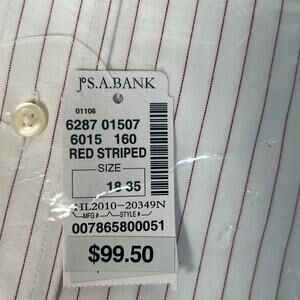 JoS.A.BANK
01106
6287 01507
6015 160
RED STRIPED
SIZE
18 35
HL2010-20349N
MFG # STYLE #
007865800051
$99.50